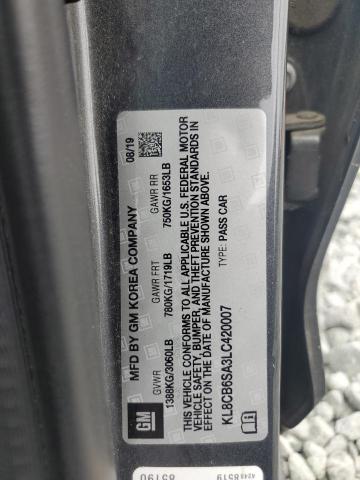 MFD BY GM KOREA COMPANY 08/19
GVWR GAWR FRT GAWR RR
1388KG/3060LB 780KG/1719LB 750KG/1653LB
THIS VEHICLE CONFORMS TO ALL APPLICABLE U.S. FEDERAL MOTOR
VEHICLE SAFETY, BUMPER, AND THEFT PREVENTION STANDARDS IN
EFFECT ON THE DATE OF MANUFACTURE SHOWN ABOVE.
TYPE: PASS CAR
KL8CB6SA3LC420007
GM
85190